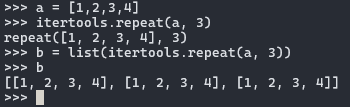 >>> a = [1,2,3,4]
>>> itertools.repeat(a, 3)
repeat([1, 2, 3, 4], 3)
>>> b = list(itertools.repeat(a, 3))
>>> b
[[1, 2, 3, 4], [1, 2, 3, 4], [1, 2, 3, 4]]
>>>